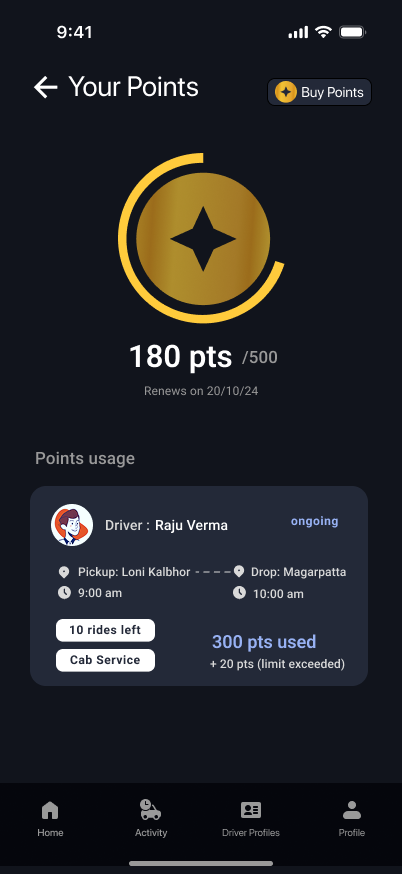 9:41
Your Points
Buy Points
180 pts /500
Renews on 20/10/24
Points usage
Driver : Raju Verma
ongoing
Pickup: Loni Kalbhor - - - - Drop: Magarpatta
9:00 am 10:00 am
10 rides left
300 pts used
Cab Service
+ 20 pts (limit exceeded)
Home Activity Driver Profiles Profile